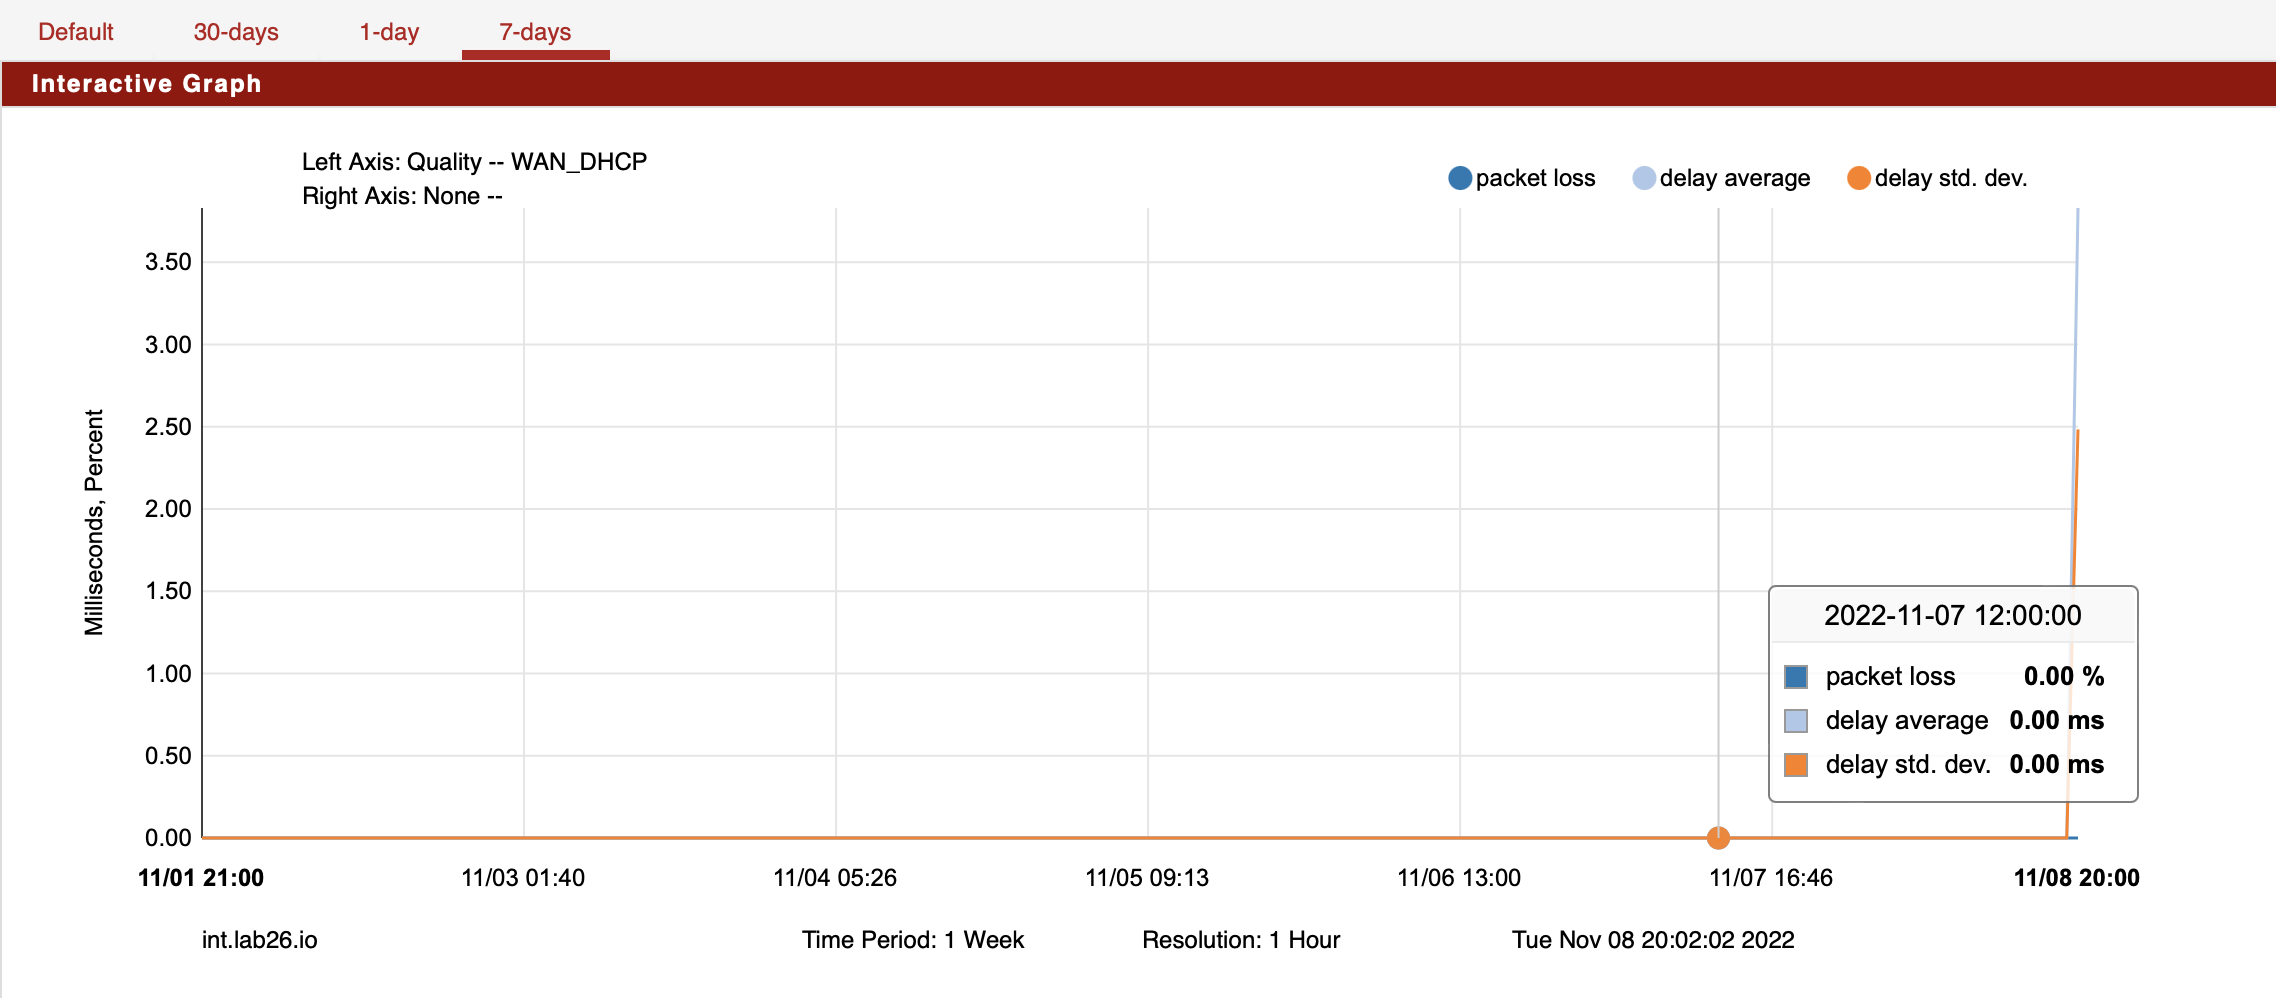 Default 30-days 1-day 7-days
Interactive Graph
Left Axis: Quality -- WAN_DHCP
Right Axis: None --
packet loss delay average delay std. dev.
Milliseconds, Percent
3.50
3.00
2.50
2.00
1.50
1.00
0.50
0.00
2022-11-07 12:00:00
packet loss 0.00 %
delay average 0.00 ms
delay std. dev. 0.00 ms
11/01 21:00 11/03 01:40 11/04 05:26 11/05 09:13 11/06 13:00 11/07 16:46 11/08 20:00
int.lab26.io Time Period: 1 Week Resolution: 1 Hour Tue Nov 08 20:02:02 2022